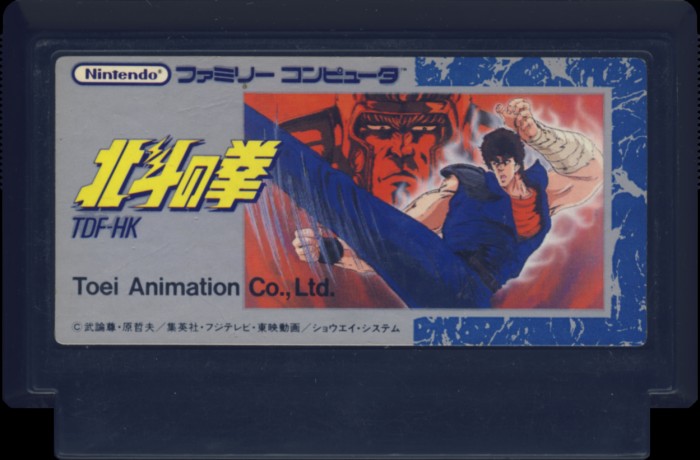 Nintendo ファミリー コンピュータ™
北斗の拳
TDF-HK
Toei Animation Co., Ltd.
©武論尊・原哲夫／集英社・フジテレビ・東映動画／ショウエイ・システム